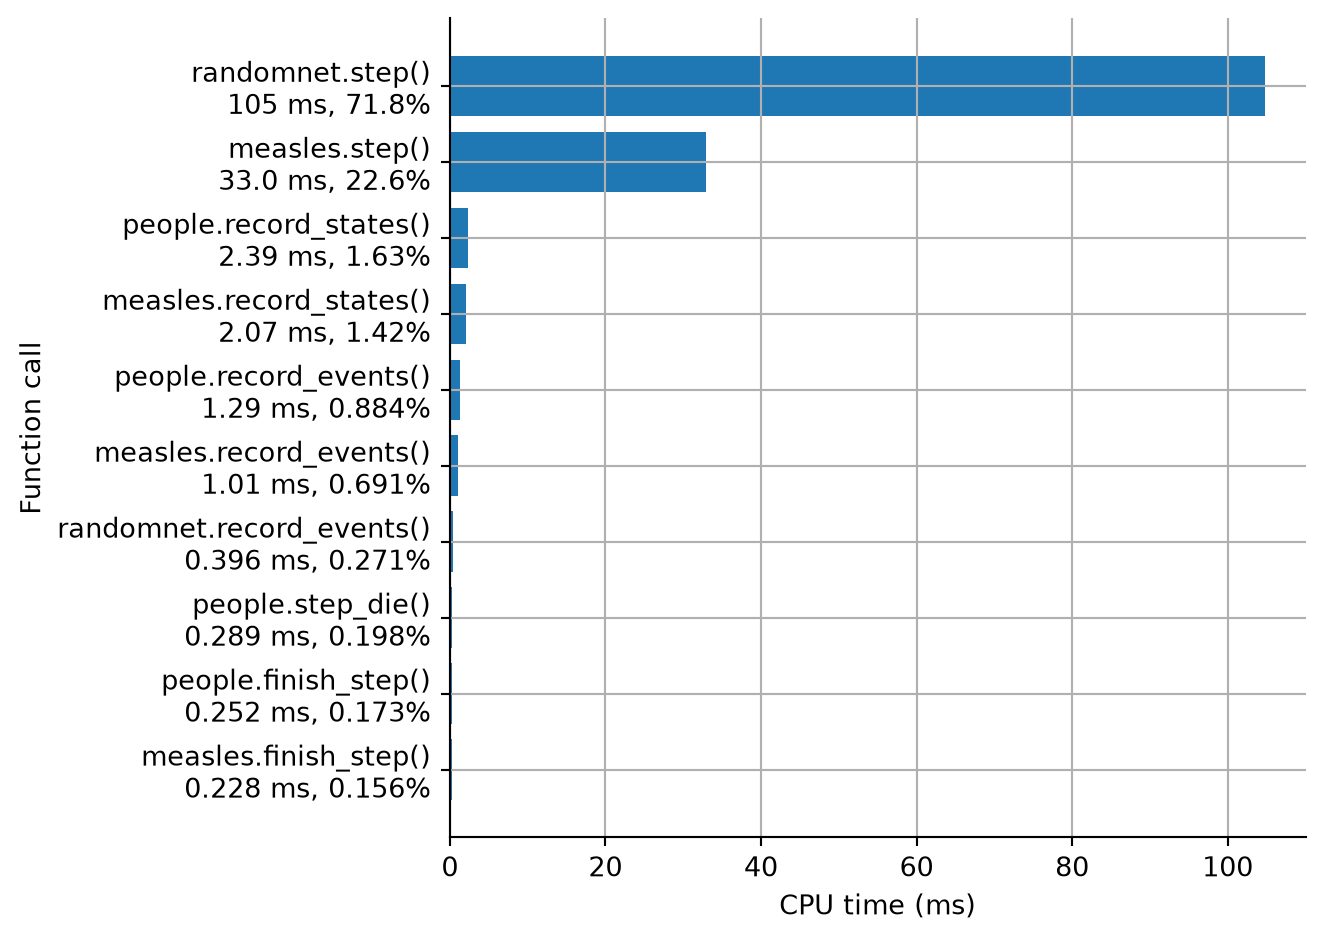 randomnet.step()
105 ms, 71.8%
measles.step()
33.0 ms, 22.6%
people.record_states()
2.39 ms, 1.63%
measles.record_states()
2.07 ms, 1.42%
people.record_events()
1.29 ms, 0.884%
measles.record_events()
1.01 ms, 0.691%
randomnet.record_events()
0.396 ms, 0.271%
people.step_die()
0.289 ms, 0.198%
people.finish_step()
0.252 ms, 0.173%
measles.finish_step()
0.228 ms, 0.156%
Function call
0 20 40 60 80 100
CPU time (ms)